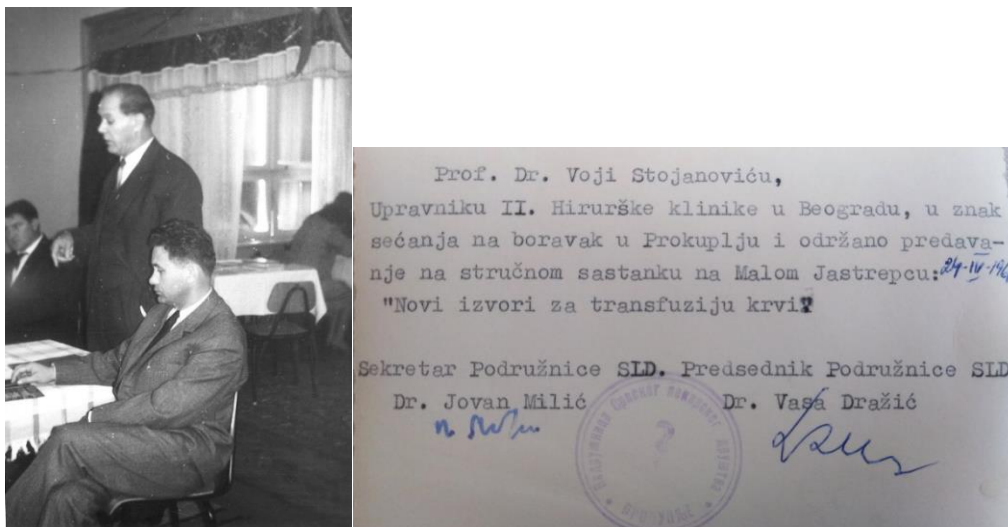 Prof. Dr. Voji Stojanoviću,
Upravniku II. Hirurške klinike u Beogradu, u znak
sećanja na boravak u Prokuplju i održano predava-
nje na stručnom sastanku na Malom Jastrepcu:
"Novi izvori za transfuziju krvi"
Sekretar Podružnice SLD. Predsednik Podružnice SLD
Dr. Jovan Milić Dr. Vasa Dražić